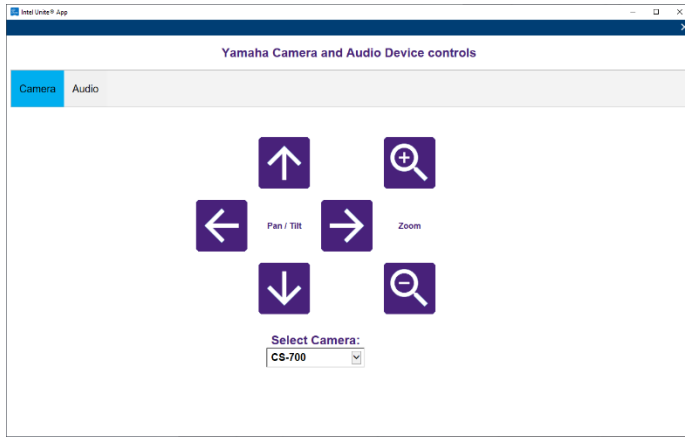 Intel Unite® App
Yamaha Camera and Audio Device controls
Camera
Audio
Pan / Tilt
Zoom
Select Camera:
CS-700